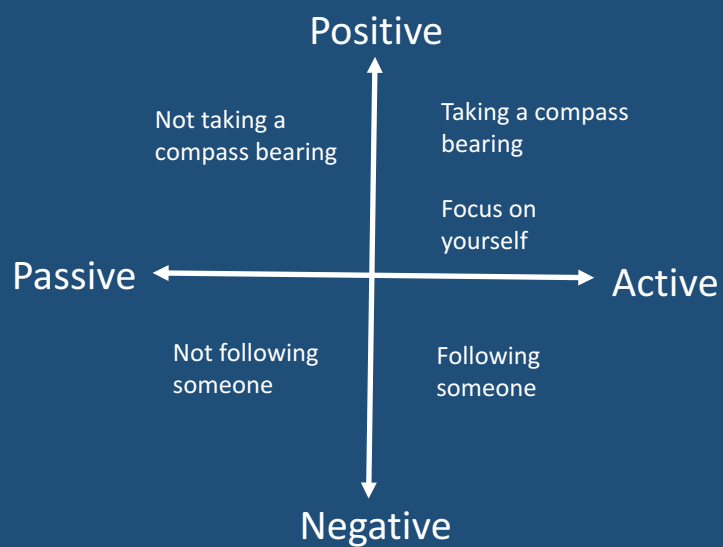 Positive
Not taking a
compass bearing
Taking a compass
bearing
Focus on
yourself
Passive
Active
Not following
someone
Following
someone
Negative